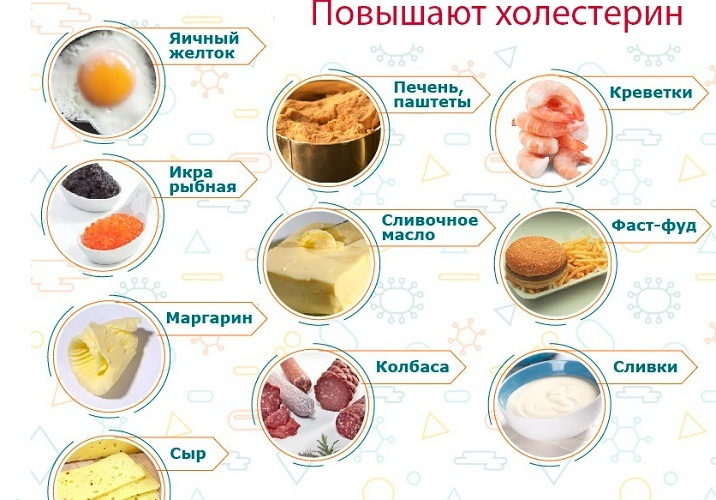 Повышают холестерин
Яичный
желток
Печень,
паштеты
Креветки
Икра
рыбная
Сливочное
масло
Фаст-фуд
Маргарин
Колбаса
Сливки
Сыр